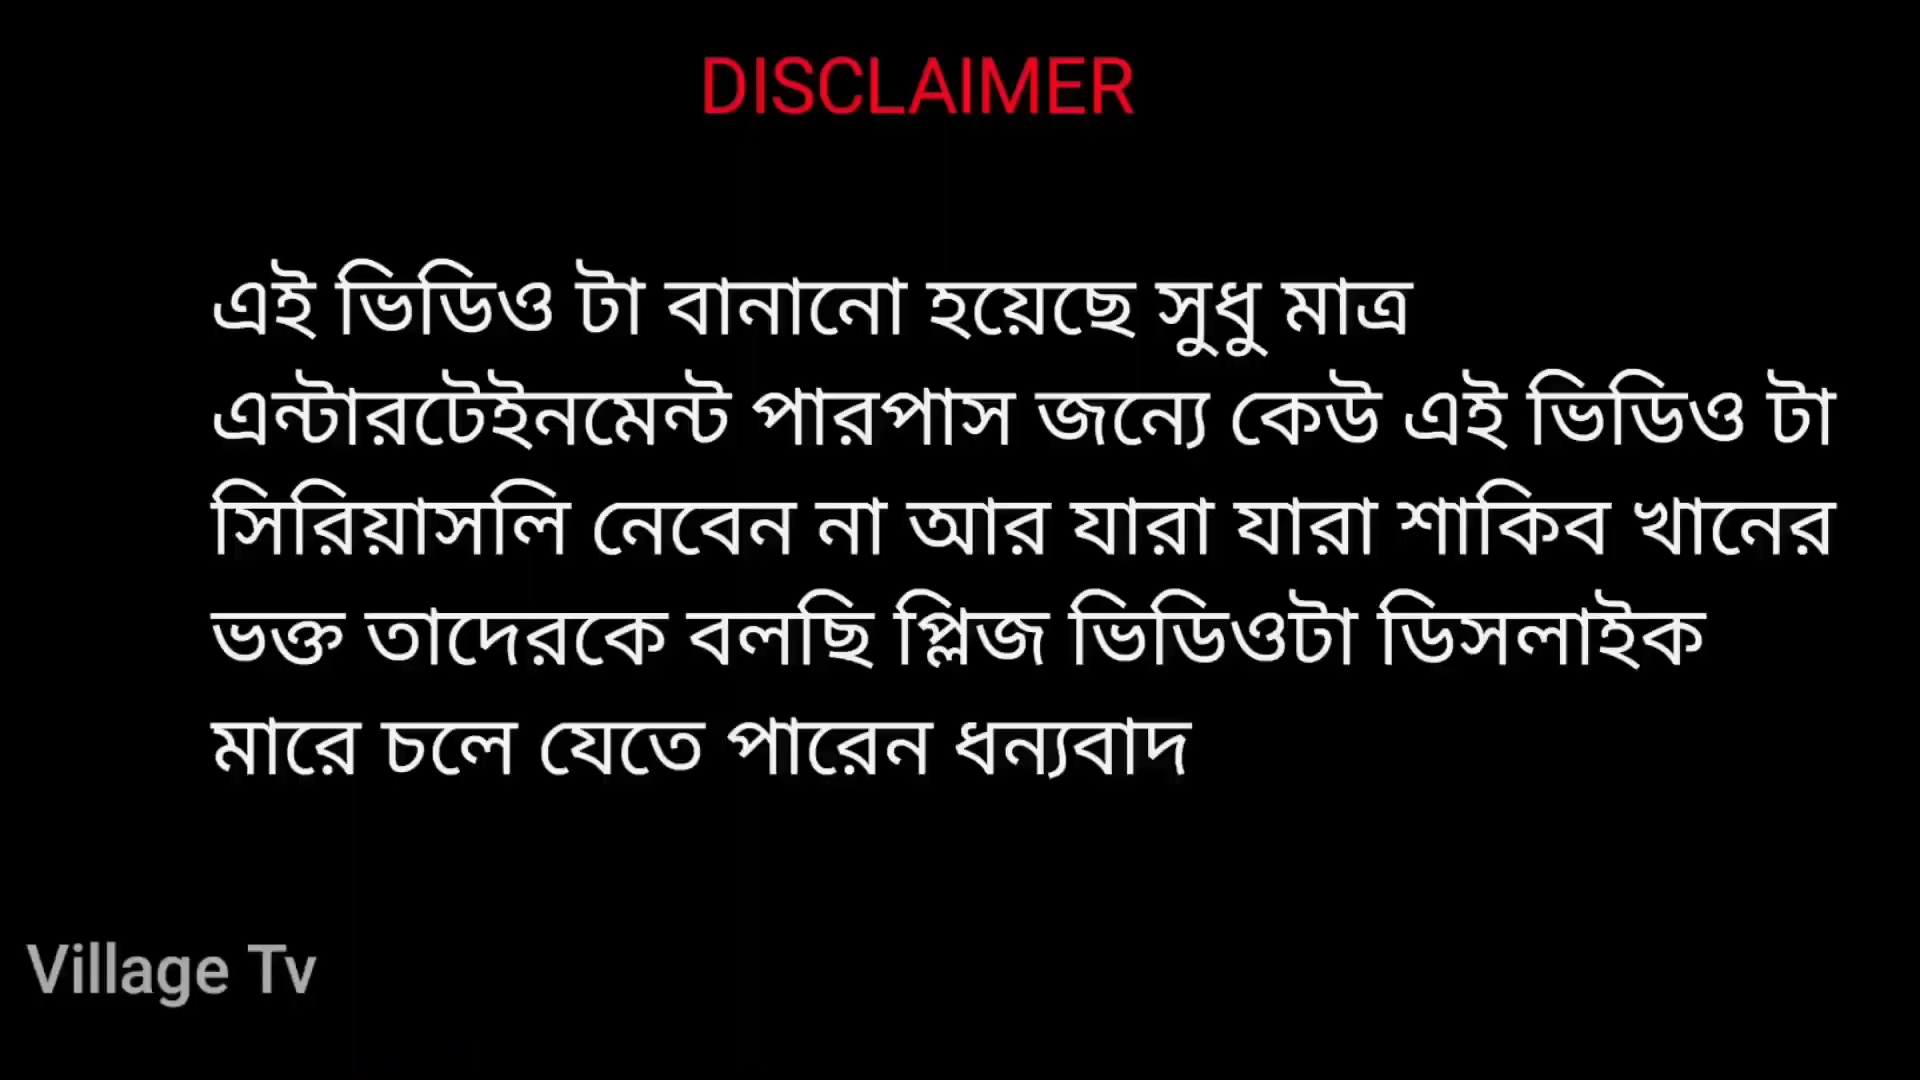 DISCLAIMER
এই ভিডিও টা বানানো হয়েছে সুধু মাত্র
এন্টারটেইনমেন্ট পারপাস জন্যে কেউ এই ভিডিও টা
সিরিয়াসলি নেবেন না আর যারা যারা শাকিব খানের
ভক্ত তাদেরকে বলছি প্লিজ ভিডিওটা ডিসলাইক
মারে চলে যেতে পারেন ধন্যবাদ
Village Tv